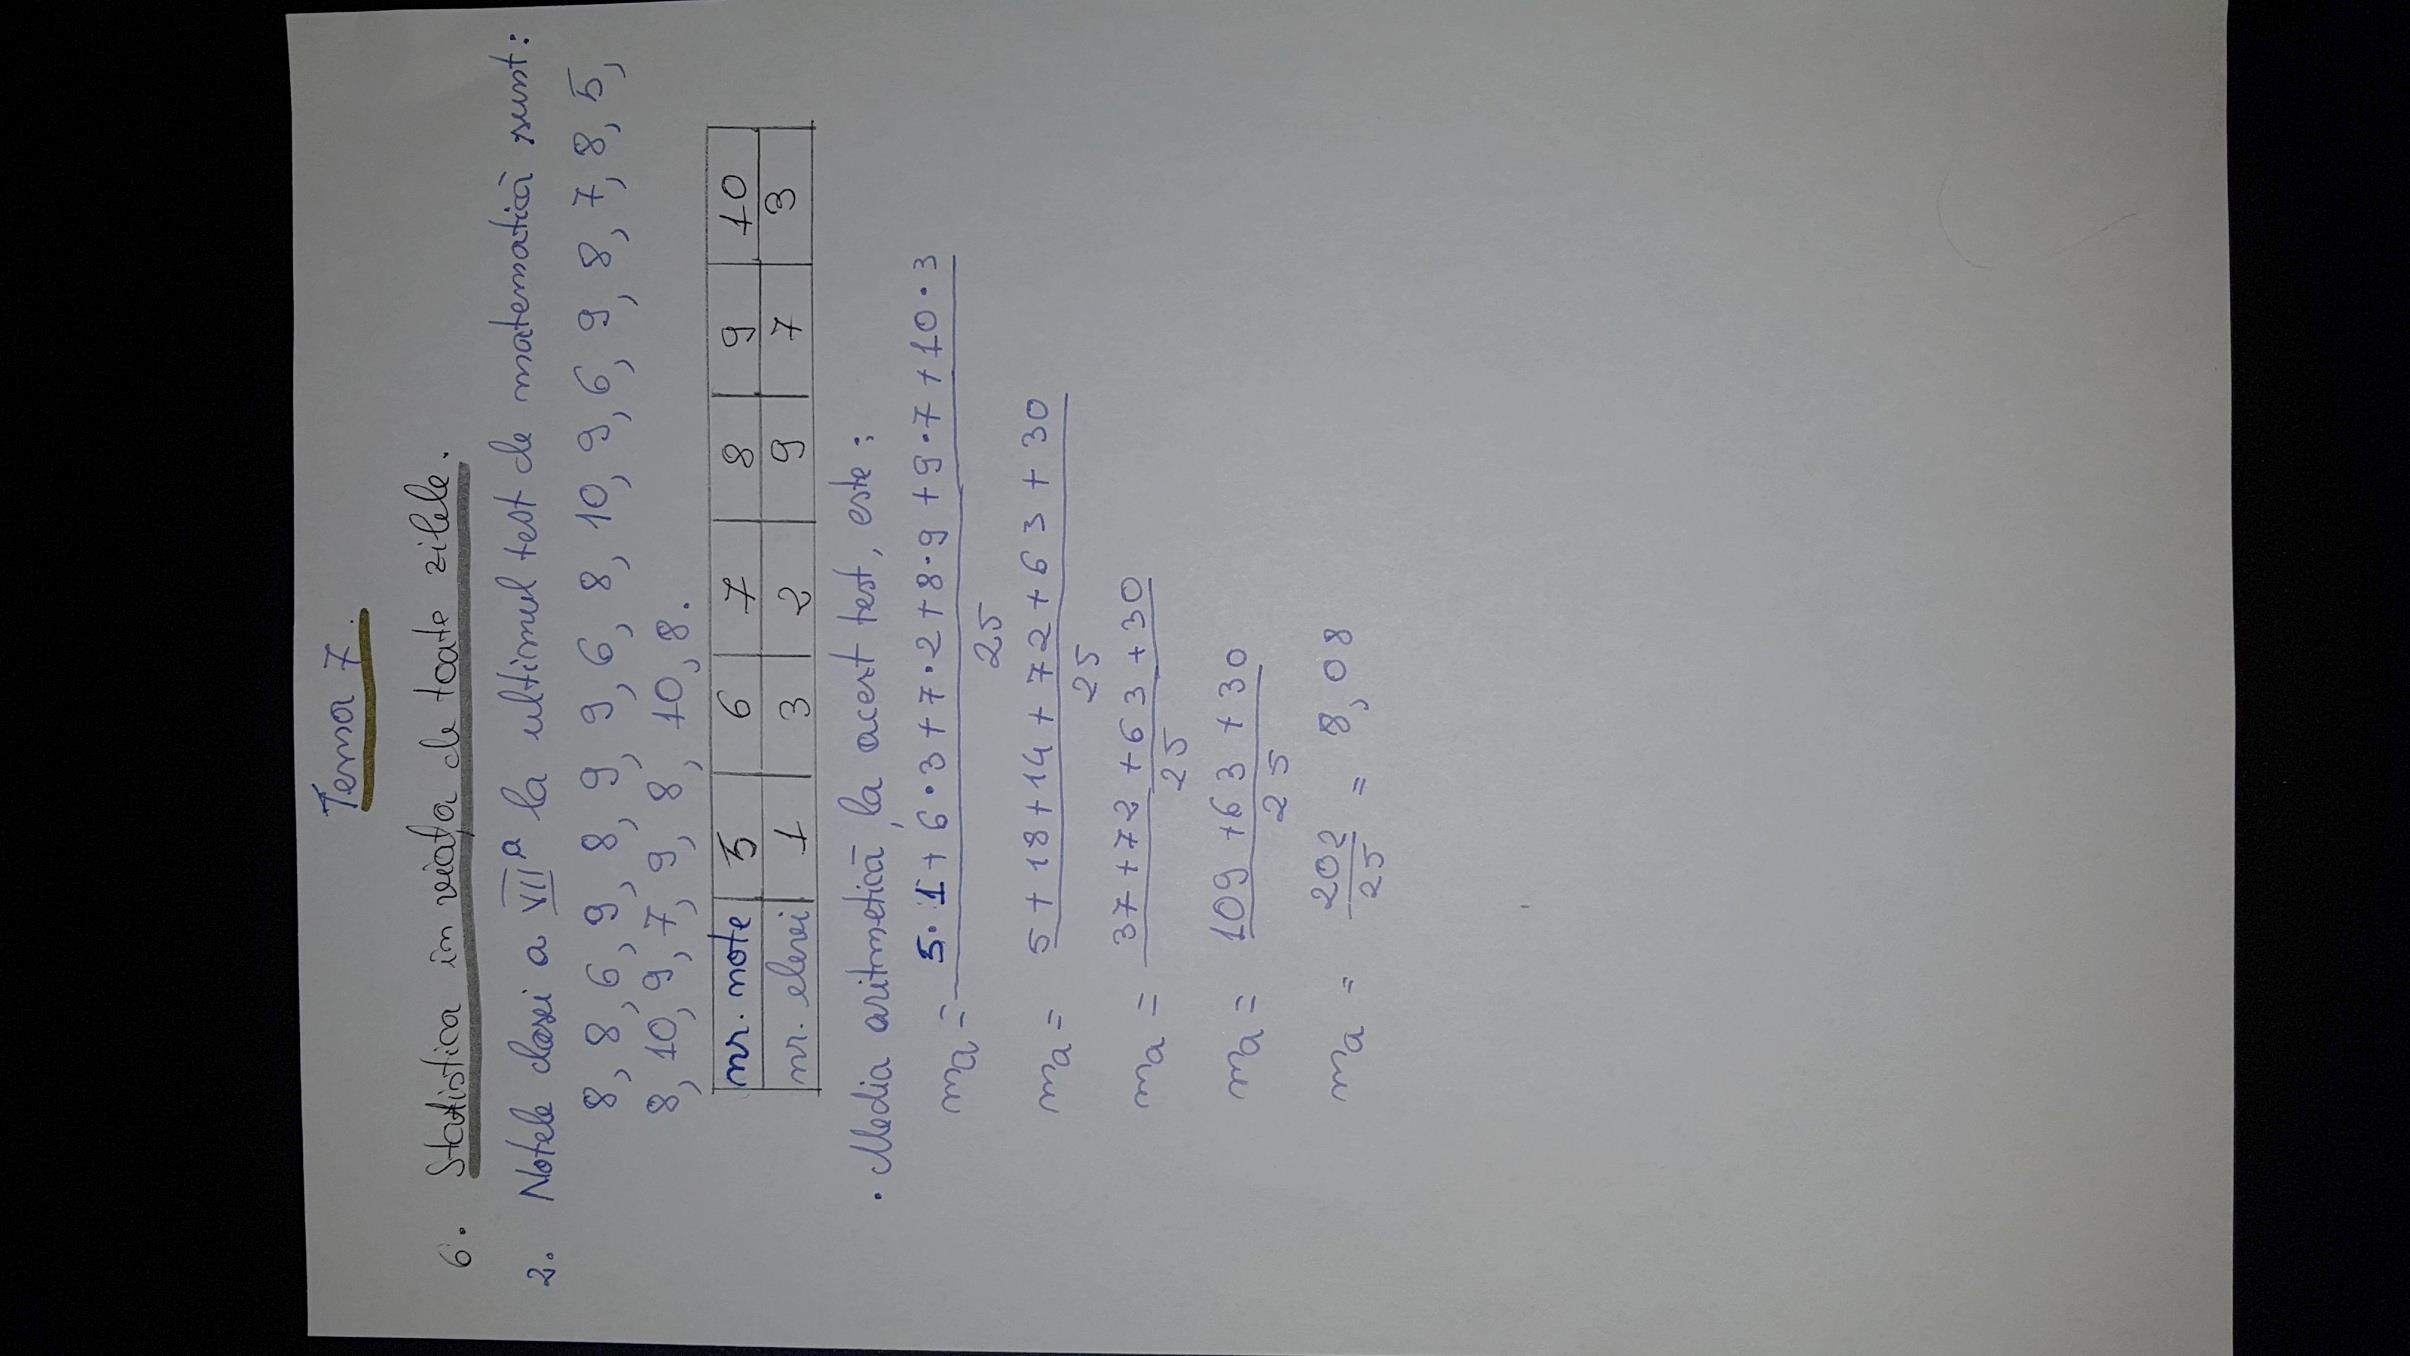 Tema 7.
6. Statistica în viața de toate zilele.
2. Notele clasei a VII ª la ultimul test de matematică sunt:
8, 8, 6, 9, 8, 9, 9, 6, 8, 10, 9, 6, 9, 8, 7, 8, 5,
8, 10, 9, 7, 9, 8, 10, 8.
nr. note 5 6 7 8 9 10
nr. elevi 1 3 2 9 7 3
· Media aritmetică, la acest test, este:
ma = 5·1+6·3+7·2+8·9+9·7+10·3
25
ma = 5+18+14+72+63+30
25
ma = 37+72+63+30
25
ma = 109+63+30
25
ma = 202/25 = 8,08